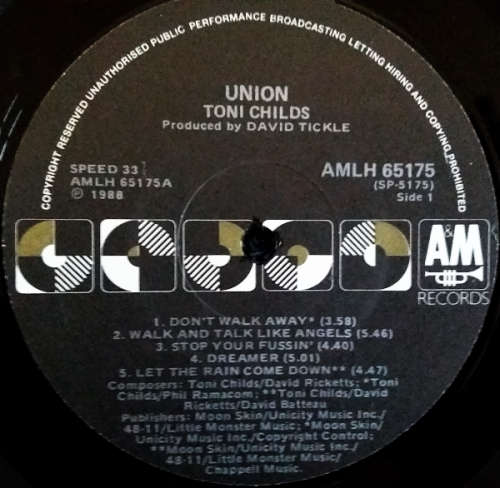 COPYRIGHT RESERVED UNAUTHORISED PUBLIC PERFORMANCE BROADCASTING LETTING HIRING AND COPYING PROHIBITED
UNION
TONI CHILDS
Produced by DAVID TICKLE
SPEED 33⅓
AMLH 65175A
℗ 1988
AMLH 65175
(SP-5175)
Side 1
A&M
RECORDS
1. DON'T WALK AWAY* (3.58)
2. WALK AND TALK LIKE ANGELS (5.46)
3. STOP YOUR FUSSIN' (4.40)
4. DREAMER (5.01)
5. LET THE RAIN COME DOWN** (4.47)
Composers: Toni Childs/David Ricketts; *Toni
Childs/Phil Ramacom; **Toni Childs/David
Ricketts/David Batteau
Publishers: Moon Skin/Unicity Music Inc./
48-11/Little Monster Music; *Moon Skin/
Unicity Music Inc./Copyright Control;
**Moon Skin/Unicity Music Inc./
48-11/Little Monster Music/
Chappell Music.